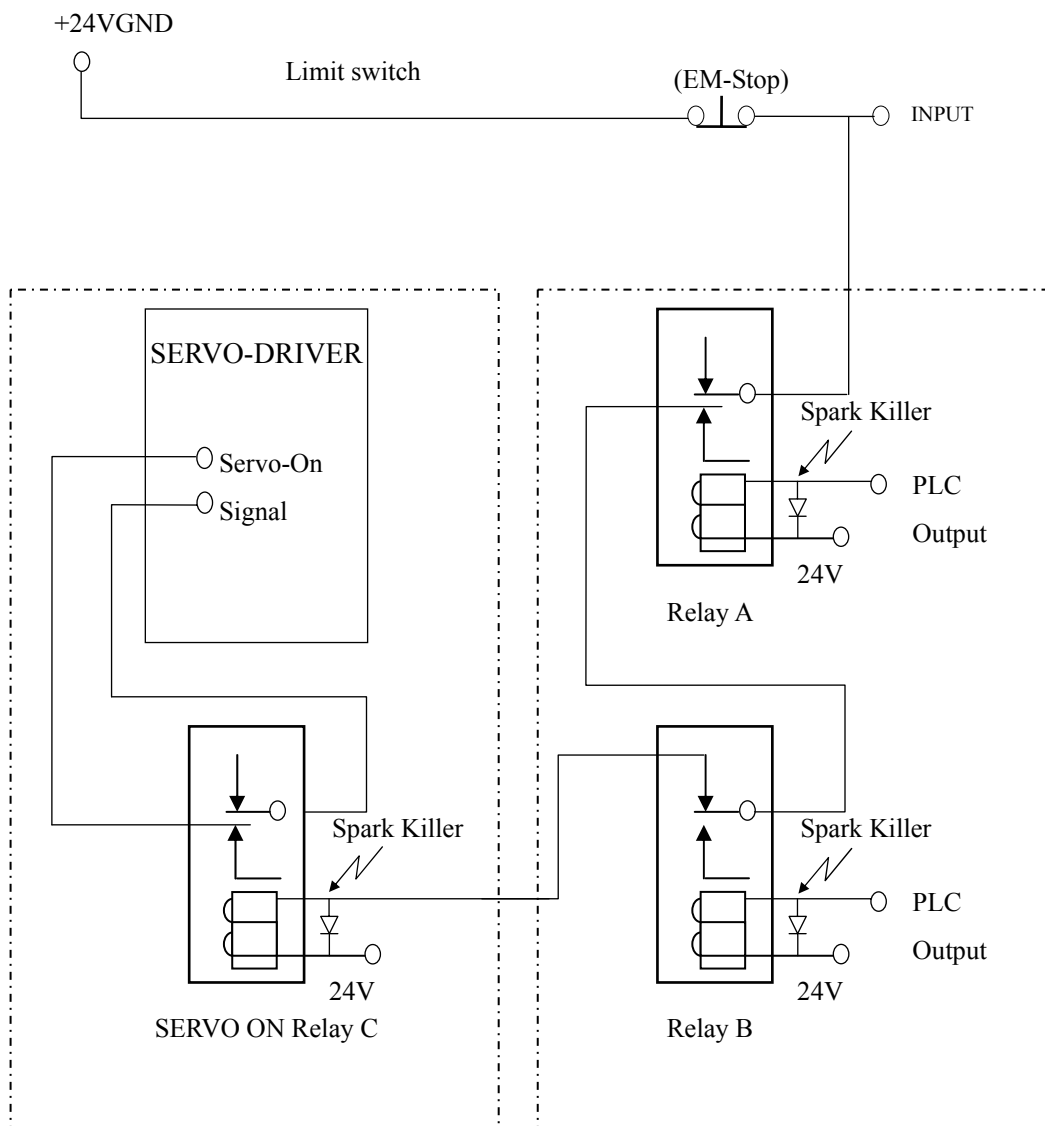 +24VGND
Limit switch
(EM-Stop)
INPUT
SERVO-DRIVER
Servo-On
Signal
Spark Killer
PLC
Output
24V
Relay A
Spark Killer
24V
SERVO ON Relay C
Spark Killer
PLC
Output
24V
Relay B